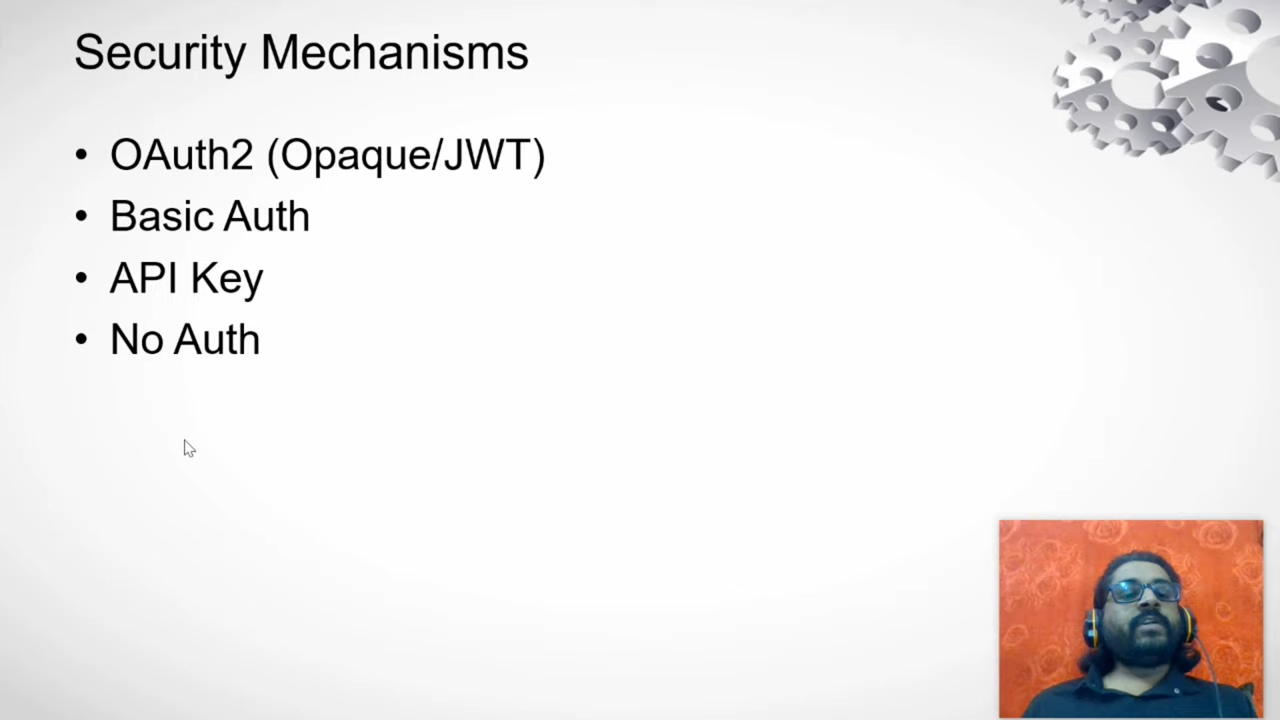 Security Mechanisms
• OAuth2 (Opaque/JWT)
• Basic Auth
• API Key
• No Auth